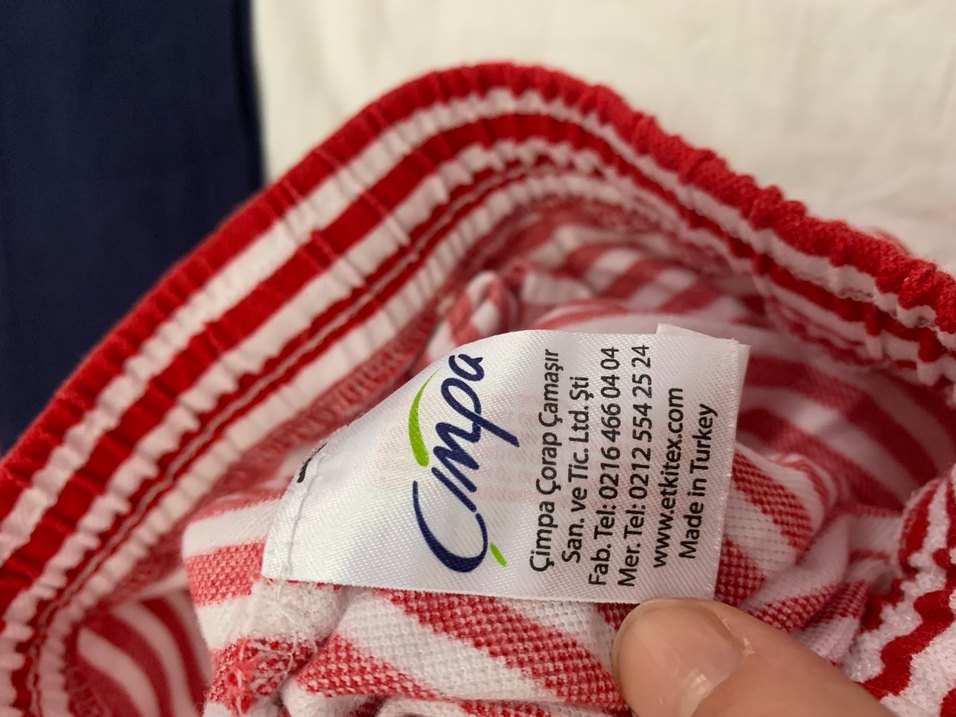 Çimpa
Çimpa Çorap Çamaşır
San. ve Tic. Ltd. Şti
Fab. Tel: 0216 466 04 04
Mer. Tel: 0212 554 25 24
www.etkitex.com
Made in Turkey